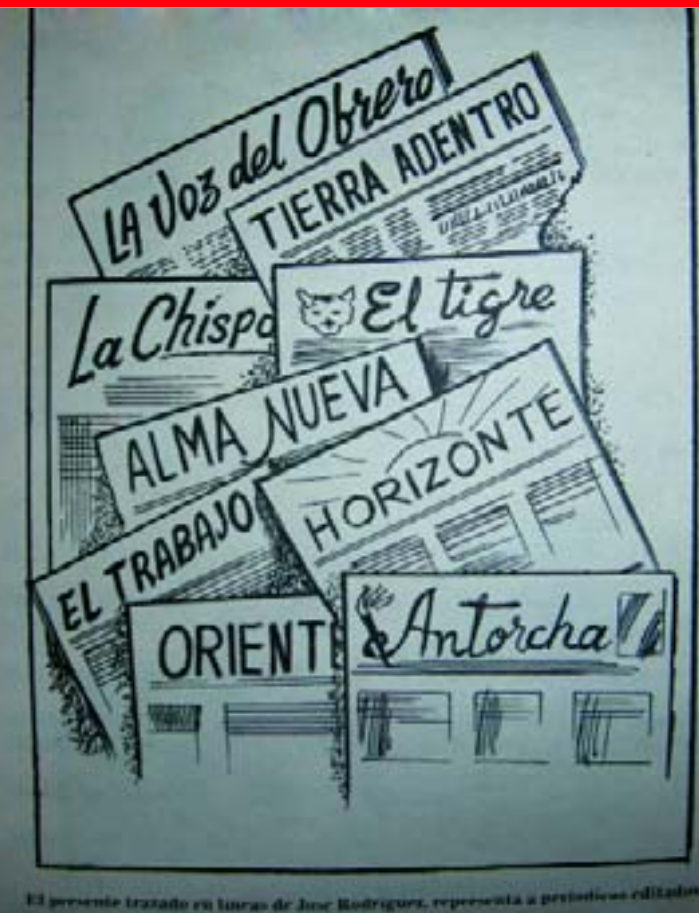 LA Voz del Obrero
TIERRA ADENTRO
La Chispa
El tigre
ALMA NUEVA
HORIZONTE
EL TRABAJO
ORIENTE
Antorcha
El presente trazado en lineas de Jose Rodriguez, representa a periodicos editados